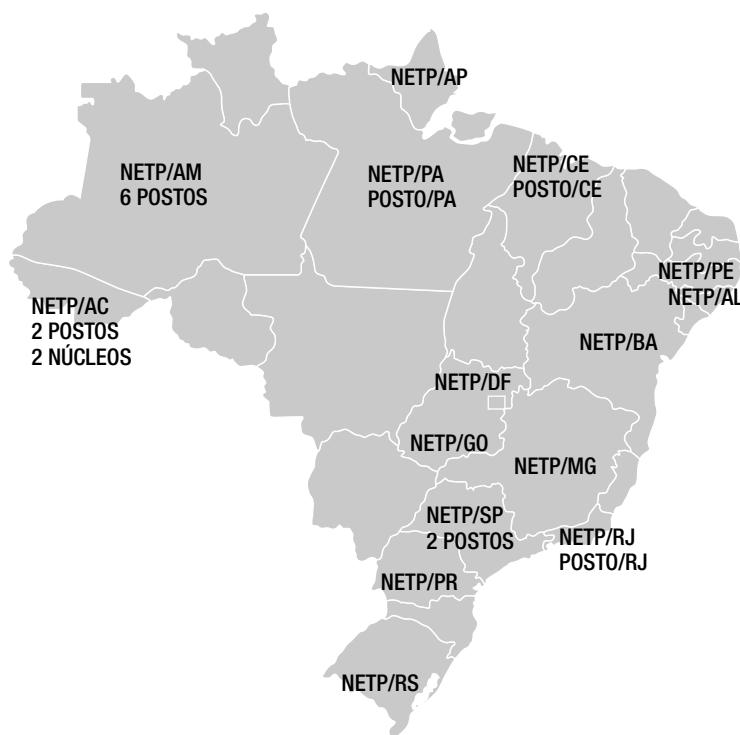 NETP/AP
NETP/AM
6 POSTOS
NETP/PA
POSTO/PA
NETP/CE
POSTO/CE
NETP/PE
NETP/AL
NETP/AC
2 POSTOS
2 NÚCLEOS
NETP/BA
NETP/DF
NETP/GO
NETP/MG
NETP/SP
2 POSTOS
NETP/RJ
POSTO/RJ
NETP/PR
NETP/RS